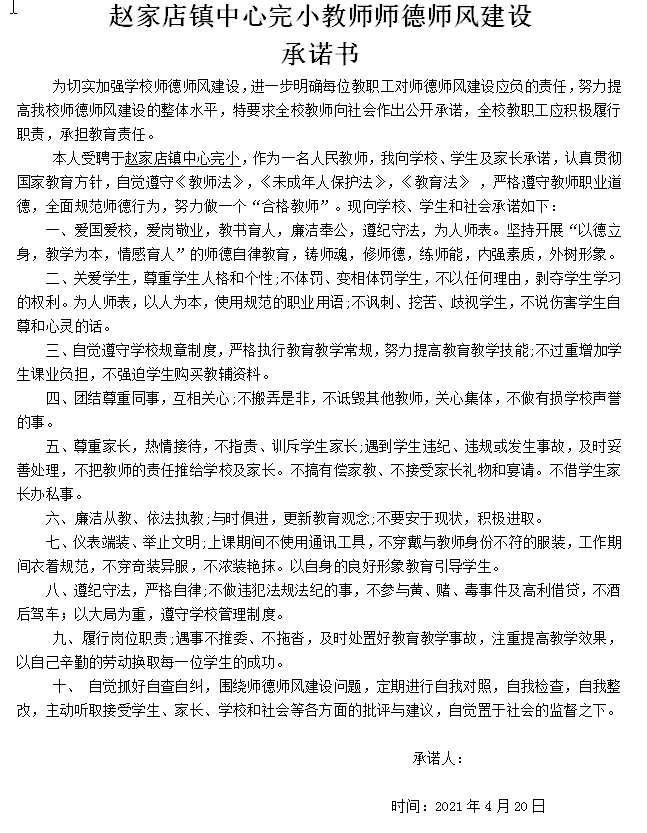 赵家店镇中心完小教师师德师风建设
承诺书
为切实加强学校师德师风建设,进一步明确每位教职工对师德师风建设应负的责任，努力提
高我校师德师风建设的整体水平，特要求全校教师向社会作出公开承诺，全校教职工应积极履行
职责，承担教育责任。
本人受聘于赵家店镇中心完小，作为一名人民教师，我向学校、学生及家长承诺，认真贯彻
国家教育方针，自觉遵守《教师法》，《未成年人保护法》，《教育法》 ，严格遵守教师职业道
德，全面规范师德行为，努力做一个“合格教师”。现向学校、学生和社会承诺如下：
一、爱国爱校，爱岗敬业，教书育人，廉洁奉公，遵纪守法，为人师表。坚持开展“以德立
身，教学为本，情感育人”的师德自律教育，铸师魂，修师德，练师能，内强素质，外树形象。
二、关爱学生，尊重学生人格和个性;不体罚、变相体罚学生，不以任何理由，剥夺学生学习
的权利。为人师表，以人为本，使用规范的职业用语;不讽刺、挖苦、歧视学生，不说伤害学生自
尊和心灵的话。
三、自觉遵守学校规章制度，严格执行教育教学常规，努力提高教育教学技能;不过重增加学
生课业负担，不强迫学生购买教辅资料。
四、团结尊重同事，互相关心;不搬弄是非，不诋毁其他教师，关心集体，不做有损学校声誉
的事。
五、尊重家长，热情接待，不指责、训斥学生家长;遇到学生违纪、违规或发生事故，及时妥
善处理，不把教师的责任推给学校及家长。不搞有偿家教、不接受家长礼物和宴请。不借学生家
长办私事。
六、廉洁从教、依法执教;与时俱进，更新教育观念;不要安于现状，积极进取。
七、仪表端装、举止文明;上课期间不使用通讯工具，不穿戴与教师身份不符的服装，工作期
间衣着规范，不穿奇装异服，不浓装艳抹。以自身的良好形象教育引导学生。
八、遵纪守法，严格自律;不做违犯法规法纪的事，不参与黄、赌、毒事件及高利借贷，不酒
后驾车；以大局为重，遵守学校管理制度。
九、履行岗位职责;遇事不推委、不拖沓，及时处置好教育教学事故，注重提高教学效果，
以自己辛勤的劳动换取每一位学生的成功。
十、 自觉抓好自查自纠，围绕师德师风建设问题，定期进行自我对照，自我检查，自我整
改，主动听取接受学生、家长、学校和社会等各方面的批评与建议，自觉置于社会的监督之下。
承诺人：
时间：2021年4月20日